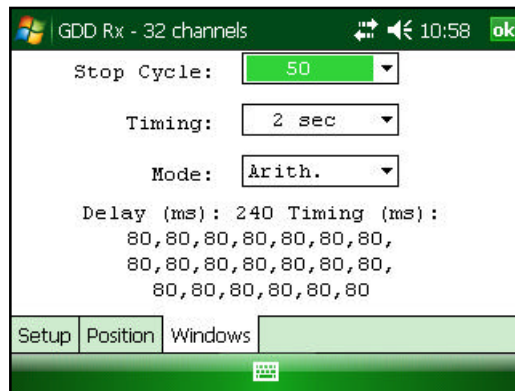 GDD Rx - 32 channels 10:58 ok
Stop Cycle: 50
Timing: 2 sec
Mode: Arith.
Delay (ms): 240 Timing (ms):
80,80,80,80,80,80,80,
80,80,80,80,80,80,80,
80,80,80,80,80,80
Setup Position Windows